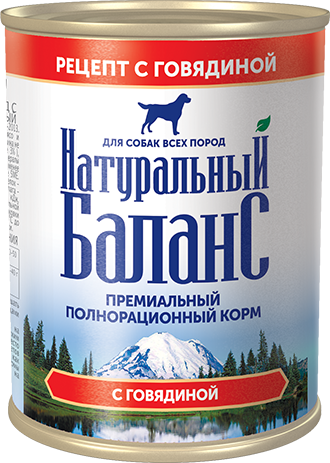 РЕЦЕПТ С ГОВЯДИНОЙ
ДЛЯ СОБАК ВСЕХ ПОРОД
НАТУРАЛЬНЫЙ
БАЛАНС
ПРЕМИАЛЬНЫЙ
ПОЛНОРАЦИОННЫЙ КОРМ
С ГОВЯДИНОЙ